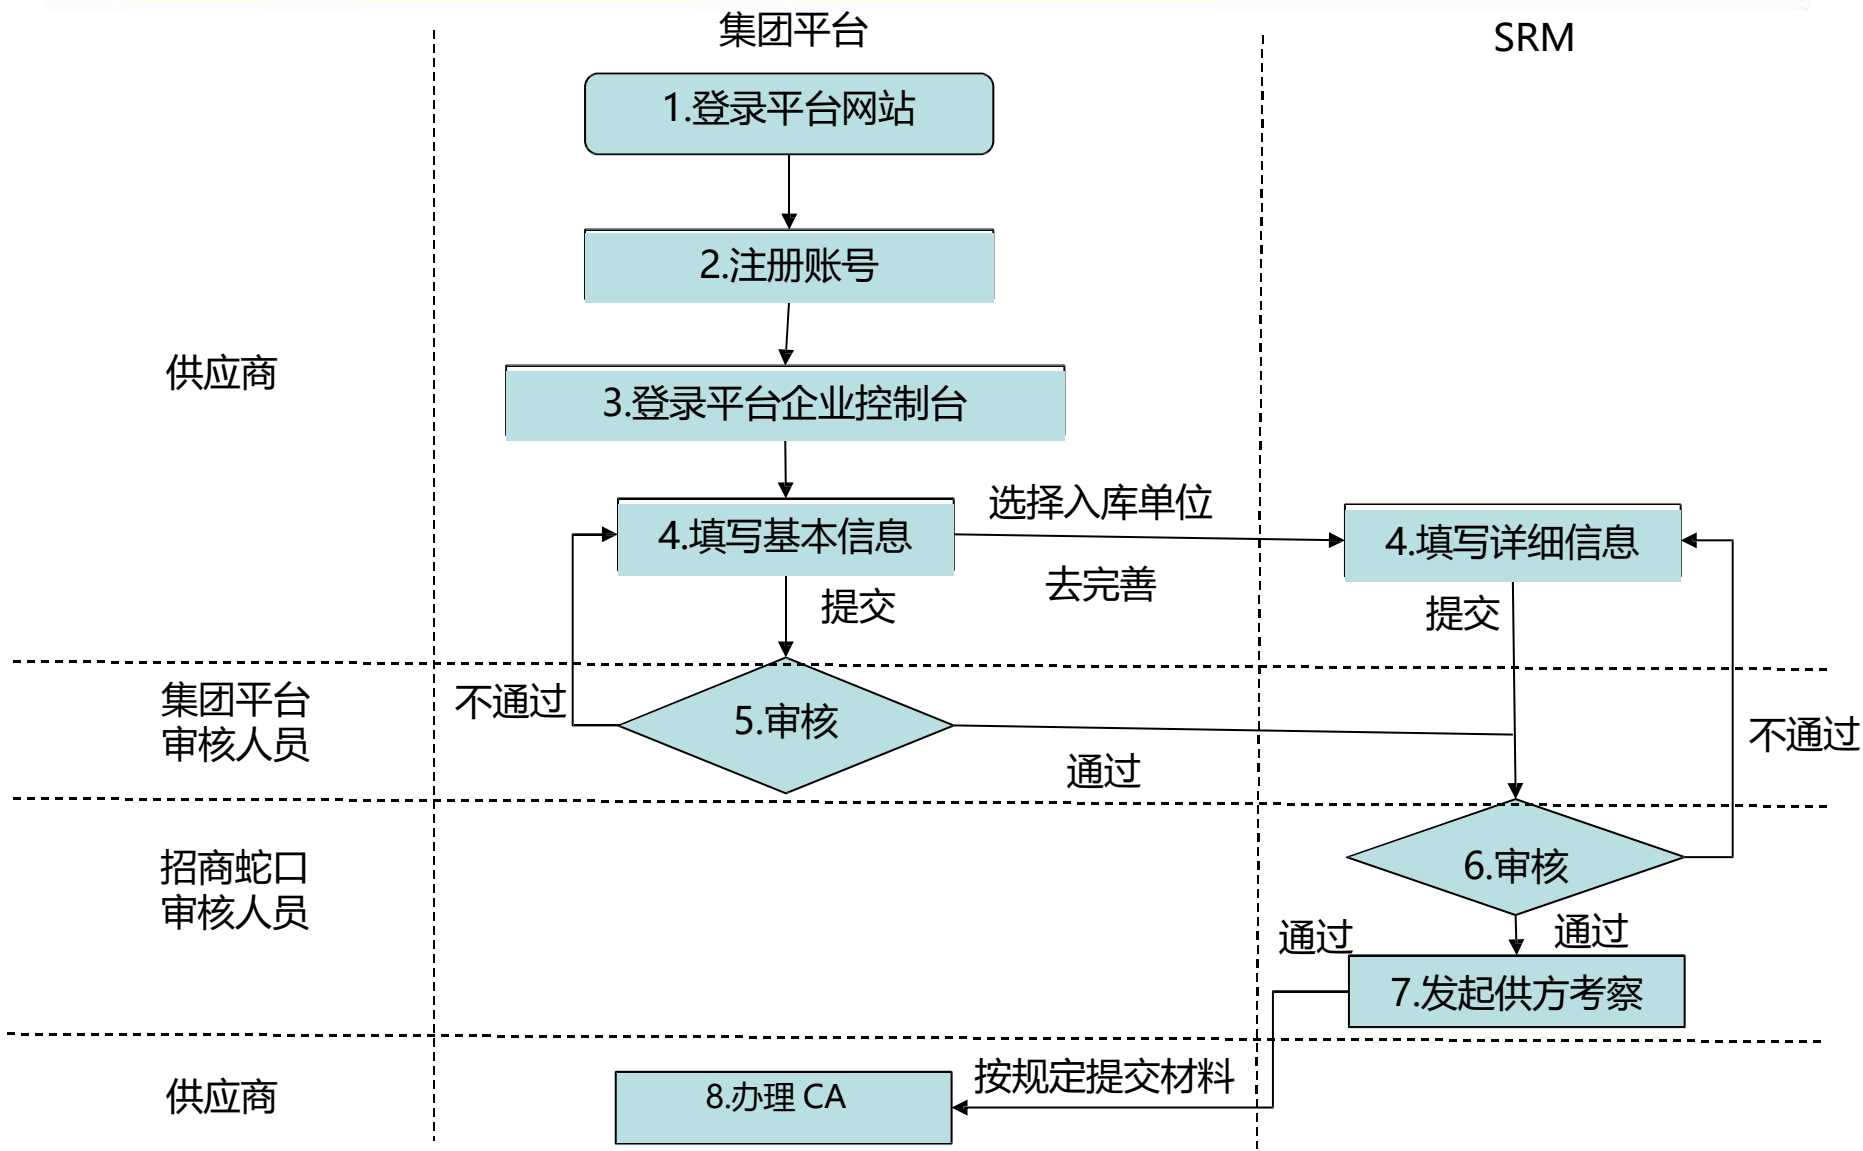 集团平台
SRM
1.登录平台网站
2.注册账号
供应商
3.登录平台企业控制台
选择入库单位
4.填写基本信息
4.填写详细信息
去完善
提交
提交
集团平台
审核人员
不通过
5.审核
不通过
通过
招商蛇口
审核人员
6.审核
通过
通过
7.发起供方考察
按规定提交材料
供应商
8.办理 CA